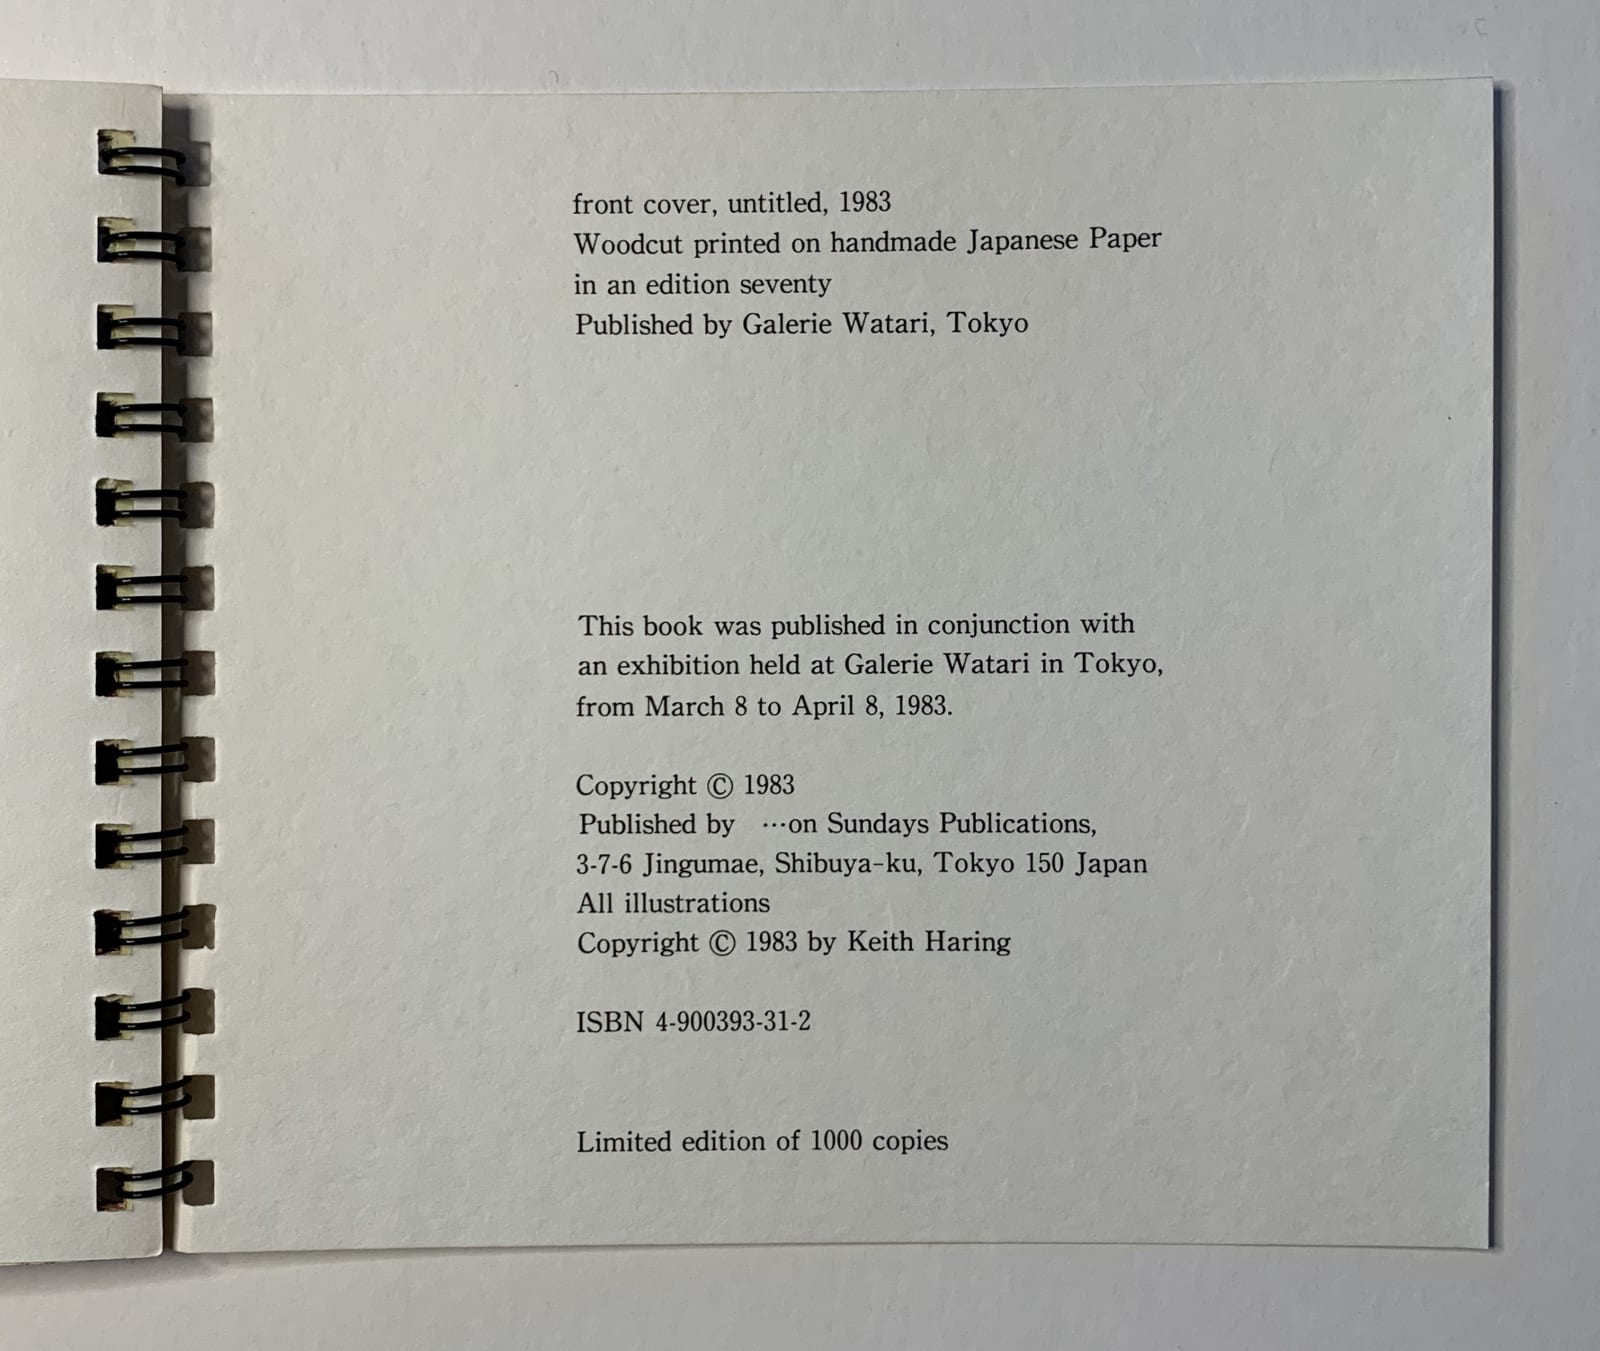 front cover, untitled, 1983
Woodcut printed on handmade Japanese Paper
in an edition seventy
Published by Galerie Watari, Tokyo
This book was published in conjunction with
an exhibition held at Galerie Watari in Tokyo,
from March 8 to April 8, 1983.
Copyright © 1983
Published by …on Sundays Publications,
3-7-6 Jingumae, Shibuya-ku, Tokyo 150 Japan
All illustrations
Copyright © 1983 by Keith Haring
ISBN 4-900393-31-2
Limited edition of 1000 copies